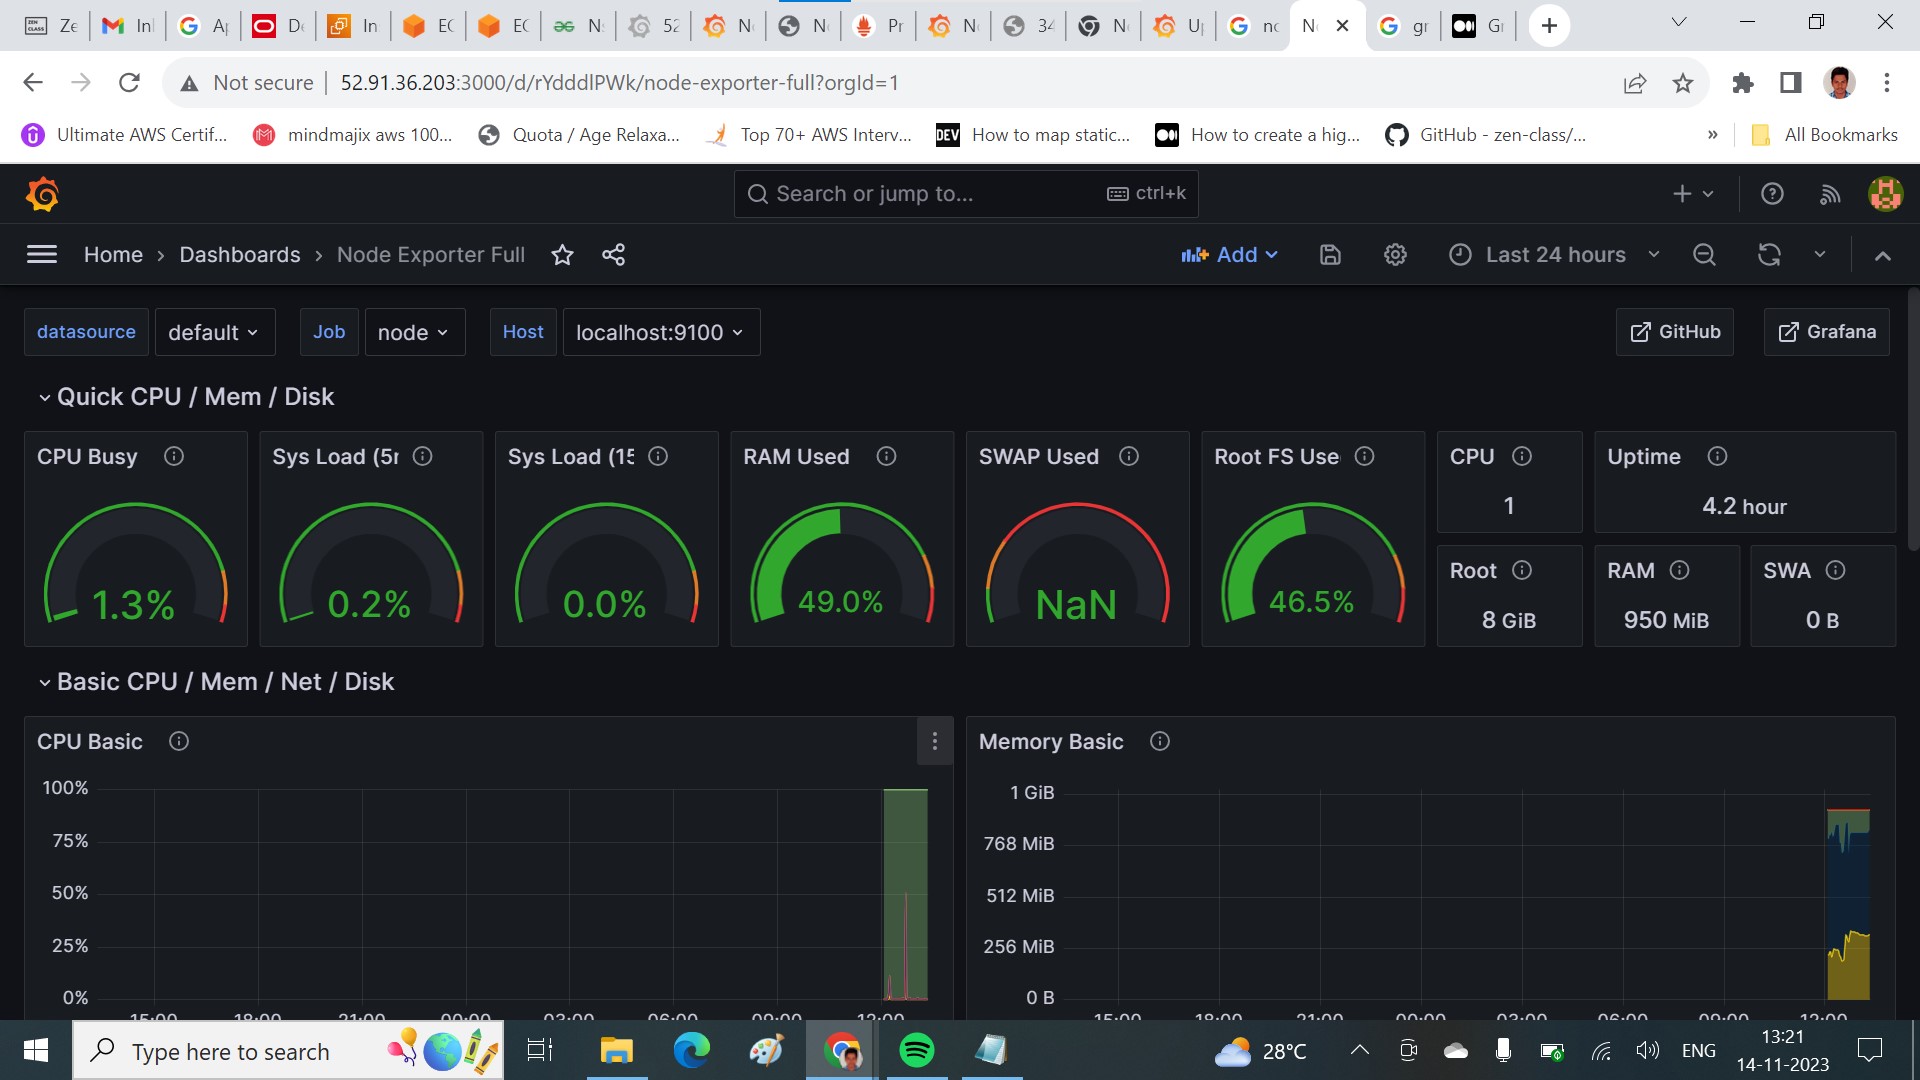 Ze
In
Ap
De
In
EC
EC
N
52
N
N
Pr
N
34
N
U
no
N
gr
Gr
Not secure
52.91.36.203:3000/d/rYdddlPWk/node-exporter-full?orgId=1
Ultimate AWS Certif...
mindmajix aws 100...
Quota / Age Relaxa...
Top 70+ AWS Interv...
DEV How to map static...
How to create a hig...
GitHub - zen-class/...
»
All Bookmarks
Search or jump to...
ctrl+k
Home › Dashboards › Node Exporter Full
Add
Last 24 hours
datasource default
Job node
Host localhost:9100
GitHub
Grafana
Quick CPU / Mem / Disk
CPU Busy
1.3%
Sys Load (5
0.2%
Sys Load (15
0.0%
RAM Used
49.0%
SWAP Used
NaN
Root FS Use
46.5%
CPU
1
Uptime
4.2 hour
Root
8 GiB
RAM
950 MiB
SWA
0 B
Basic CPU / Mem / Net / Disk
CPU Basic
100%
75%
50%
25%
0%
15:00 18:00 21:00 00:00 03:00 06:00 09:00 12:00
Memory Basic
1 GiB
768 MiB
512 MiB
256 MiB
0 B
15:00 18:00 21:00 00:00 03:00 06:00 09:00 12:00
Type here to search
28°C
ENG
13:21
14-11-2023